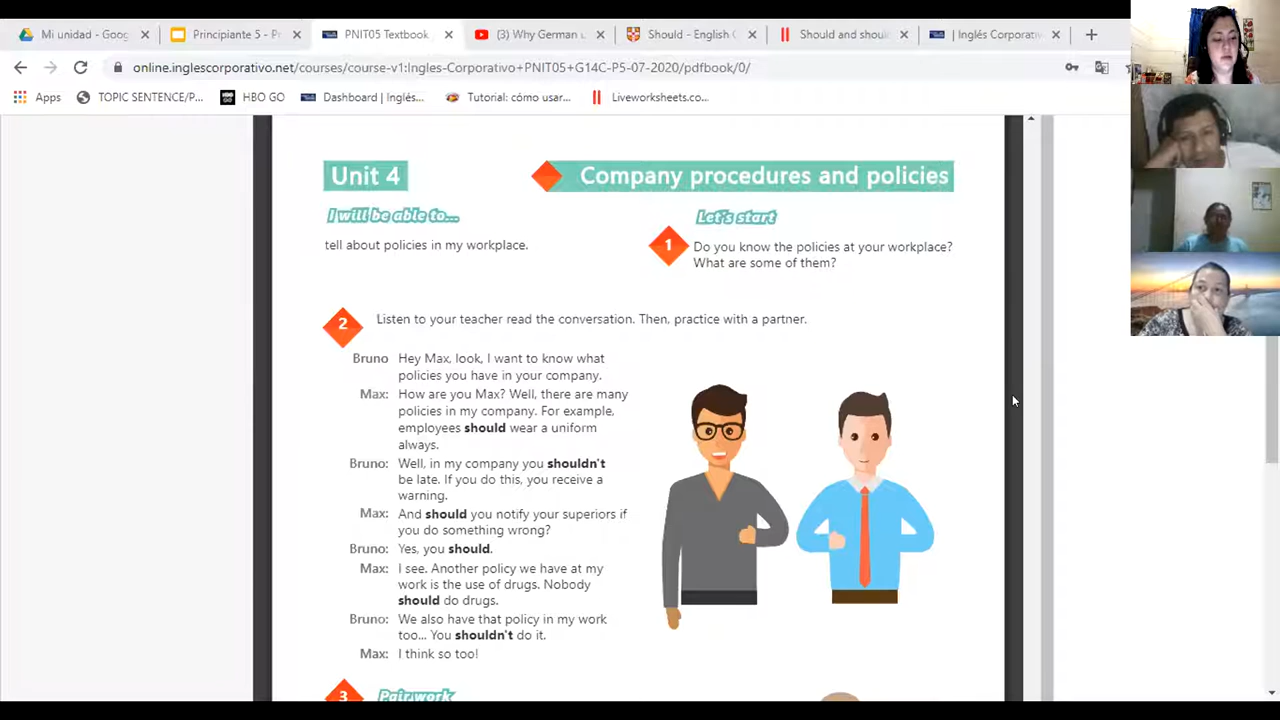 Mi unidad - Goog
Principiante 5 - P
PNIT05 Textbook
(3) Why German u
Should - English C
Should and shou
| Inglés Corporativ
online.inglescorporativo.net/courses/course-v1:Ingles-Corporativo+PNIT05+G14C-P5-07-2020/pdfbook/0/
Apps
TOPIC SENTENCE/P...
HBO GO
Dashboard | Inglés...
Tutorial: cómo usar...
Liveworksheets.co...
Unit 4
Company procedures and policies
I will be able to...
tell about policies in my workplace.
Let's start
1
Do you know the policies at your workplace?
What are some of them?
2
Listen to your teacher read the conversation. Then, practice with a partner.
Bruno Hey Max, look, I want to know what
policies you have in your company.
Max: How are you Max? Well, there are many
policies in my company. For example,
employees should wear a uniform
always.
Bruno: Well, in my company you shouldn't
be late. If you do this, you receive a
warning.
Max: And should you notify your superiors if
you do something wrong?
Bruno: Yes, you should.
Max: I see. Another policy we have at my
work is the use of drugs. Nobody
should do drugs.
Bruno: We also have that policy in my work
too... You shouldn't do it.
Max: I think so too!
3
Pair work